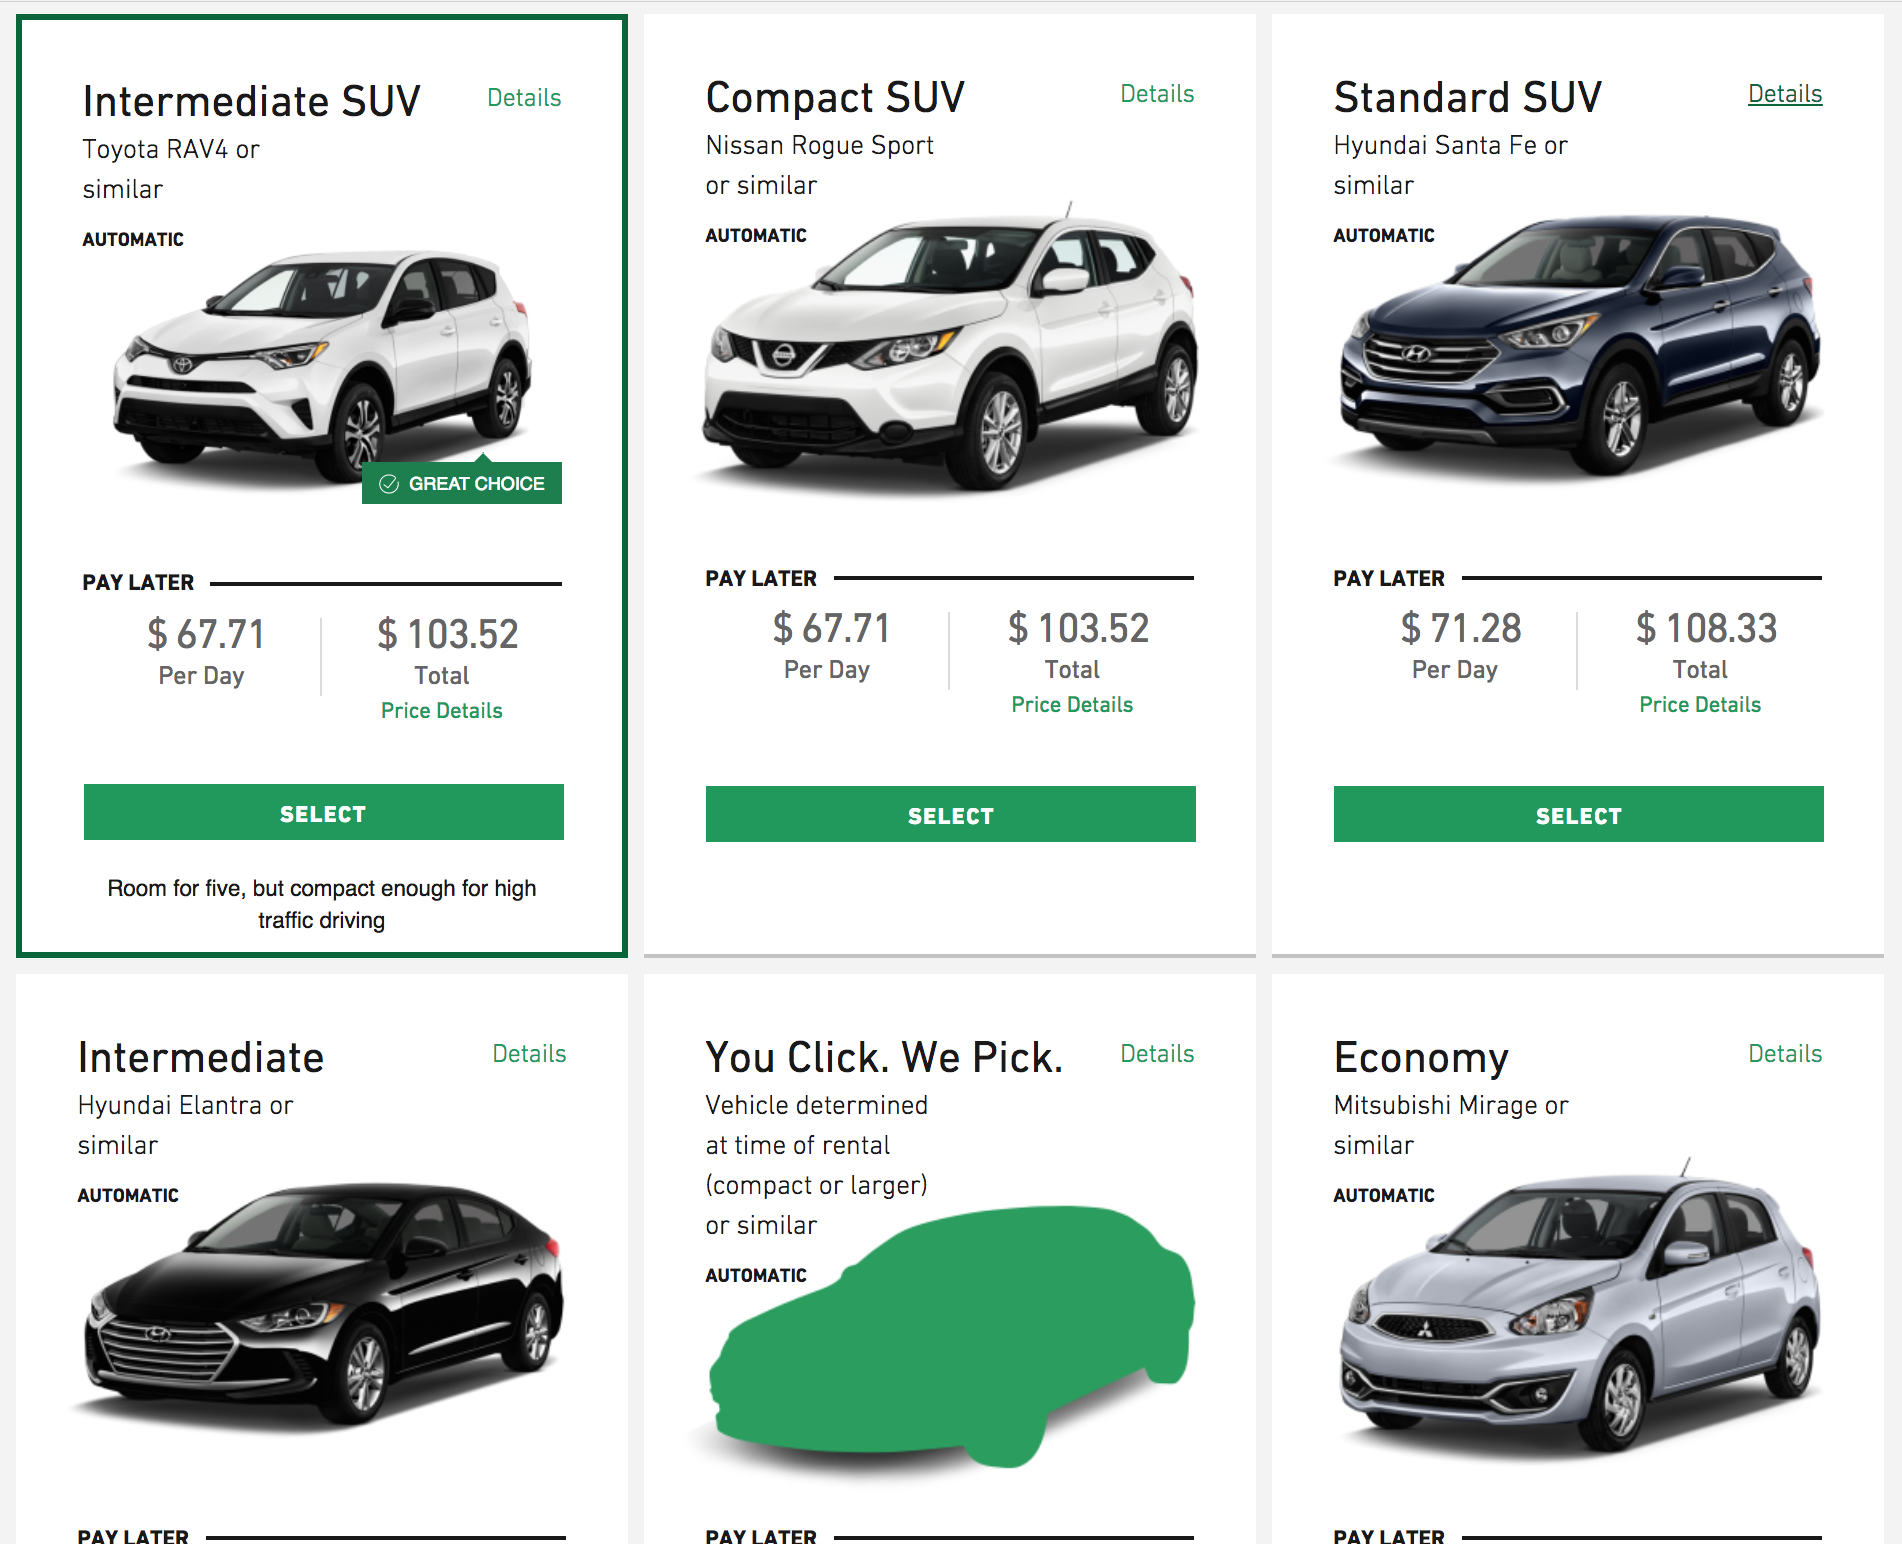 Intermediate SUV
Details
Toyota RAV4 or
similar
AUTOMATIC
GREAT CHOICE
PAY LATER
$ 67.71
Per Day
$ 103.52
Total
Price Details
SELECT
Room for five, but compact enough for high
traffic driving
Compact SUV
Details
Nissan Rogue Sport
or similar
AUTOMATIC
PAY LATER
$ 67.71
Per Day
$ 103.52
Total
Price Details
SELECT
Standard SUV
Details
Hyundai Santa Fe or
similar
AUTOMATIC
PAY LATER
$ 71.28
Per Day
$ 108.33
Total
Price Details
SELECT
Intermediate
Details
Hyundai Elantra or
similar
AUTOMATIC
PAY LATER
You Click. We Pick.
Details
Vehicle determined
at time of rental
(compact or larger)
or similar
AUTOMATIC
PAY LATER
Economy
Details
Mitsubishi Mirage or
similar
AUTOMATIC
PAY LATER